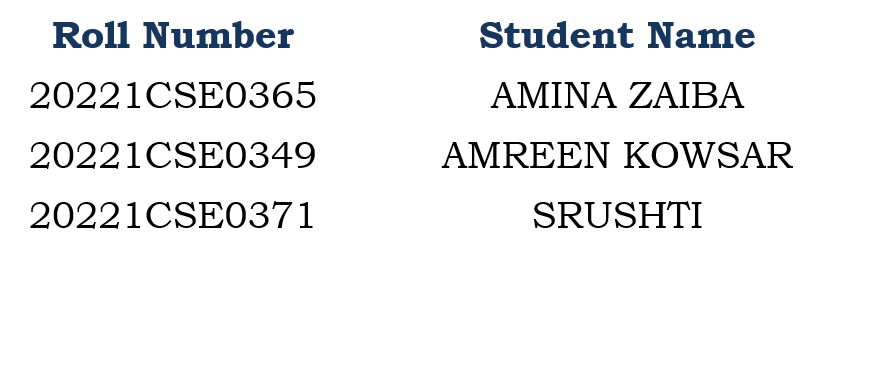 Roll Number Student Name
20221CSE0365 AMINA ZAIBA
20221CSE0349 AMREEN KOWSAR
20221CSE0371 SRUSHTI